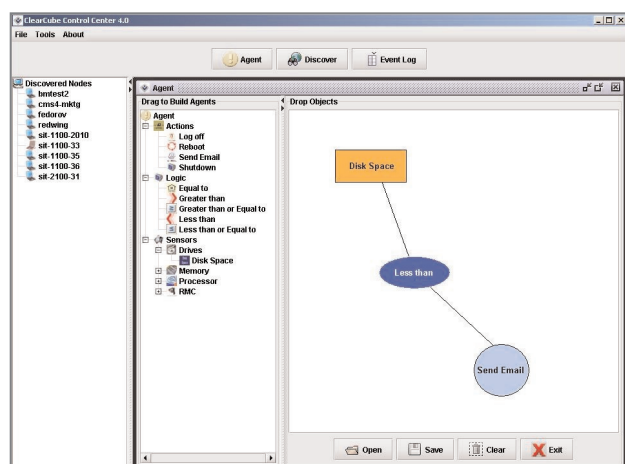 ClearCube Control Center 4.0
File Tools About
Agent
Discover
Event Log
Discovered Nodes
bmtest2
cms4-mktg
fedorov
redwing
sit-1100-2010
sit-1100-33
sit-1100-35
sit-1100-36
sit-2100-31
Agent
Drag to Build Agents
Agent
Actions
Log off
Reboot
Send Email
Shutdown
Logic
Equal to
Greater than
Greater than or Equal to
Less than
Less than or Equal to
Sensors
Drives
Disk Space
Memory
Processor
RMC
Drop Objects
Disk Space
Less than
Send Email
Open
Save
Clear
Exit